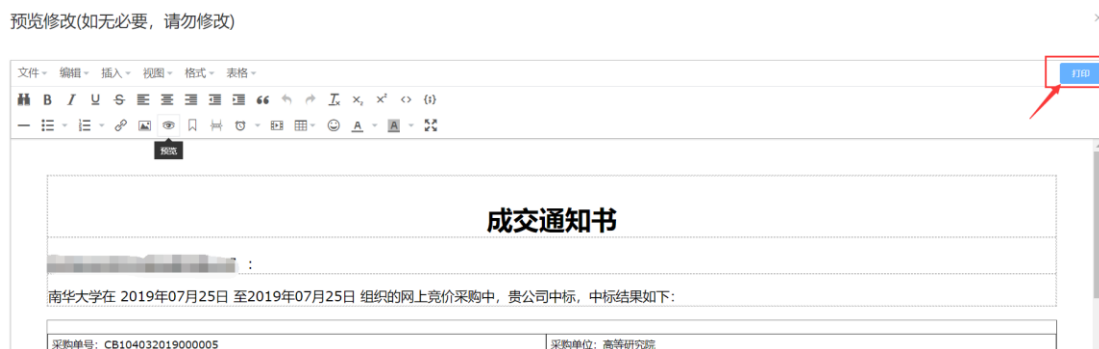 预览修改(如无必要，请勿修改)
文件 编辑 插入 视图 格式 表格
打印
预览
成交通知书
：
南华大学在 2019年07月25日 至2019年07月25日 组织的网上竞价采购中，贵公司中标，中标结果如下：
采购单号：CB104032019000005 采购单位：高等研究院